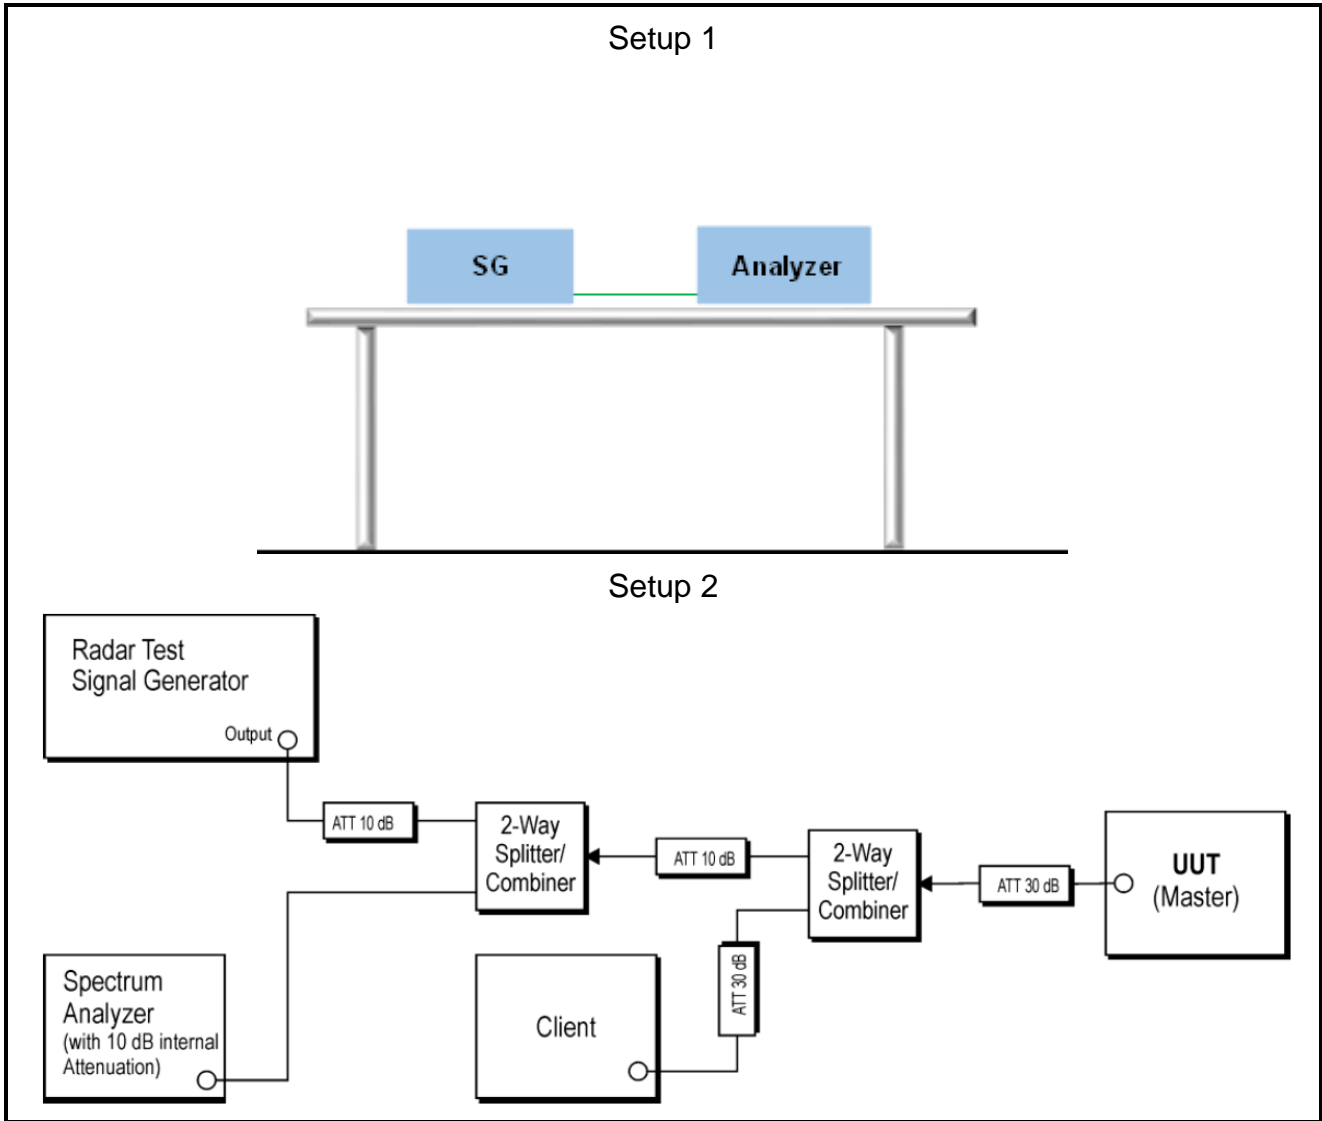 Setup 1
SG
Analyzer
Setup 2
Radar Test
Signal Generator
Output
ATT 10 dB
2-Way
Splitter/
Combiner
ATT 10 dB
2-Way
Splitter/
Combiner
ATT 30 dB
UUT
(Master)
Spectrum
Analyzer
(with 10 dB internal
Attenuation)
Client
ATT 30 dB